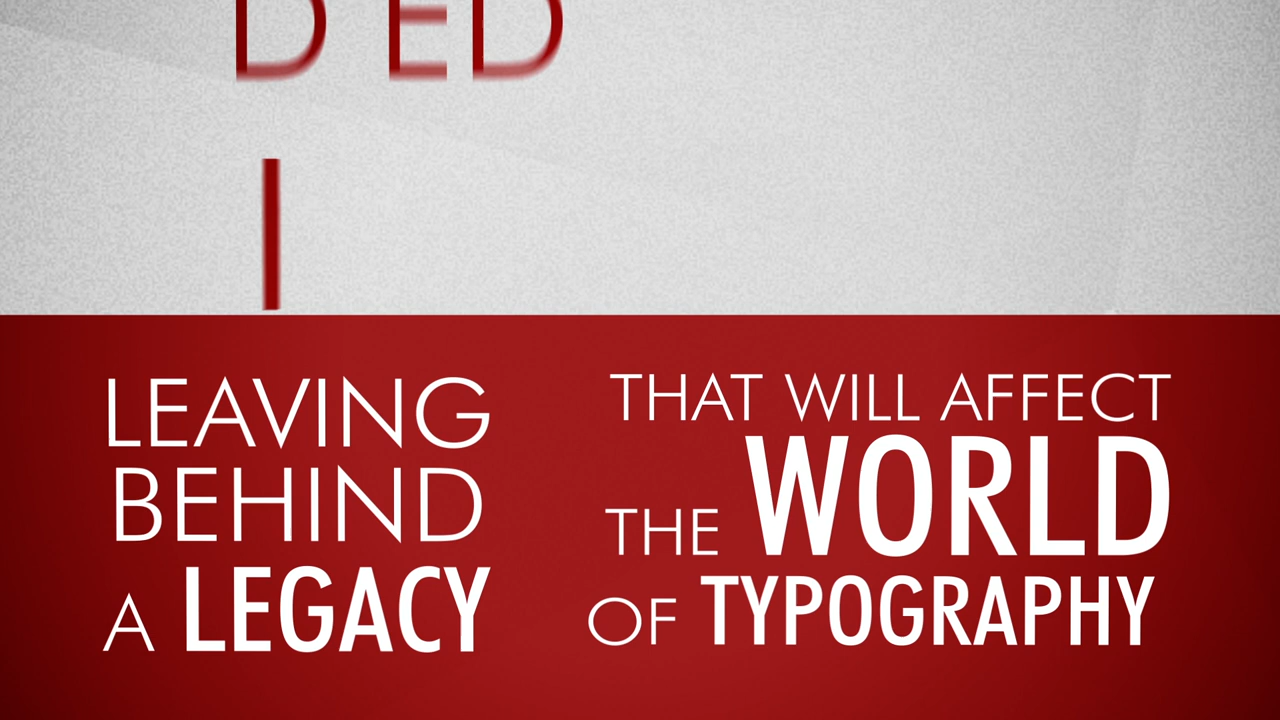 D ED
I
LEAVING
BEHIND
A LEGACY
THAT WILL AFFECT
THE WORLD
OF TYPOGRAPHY